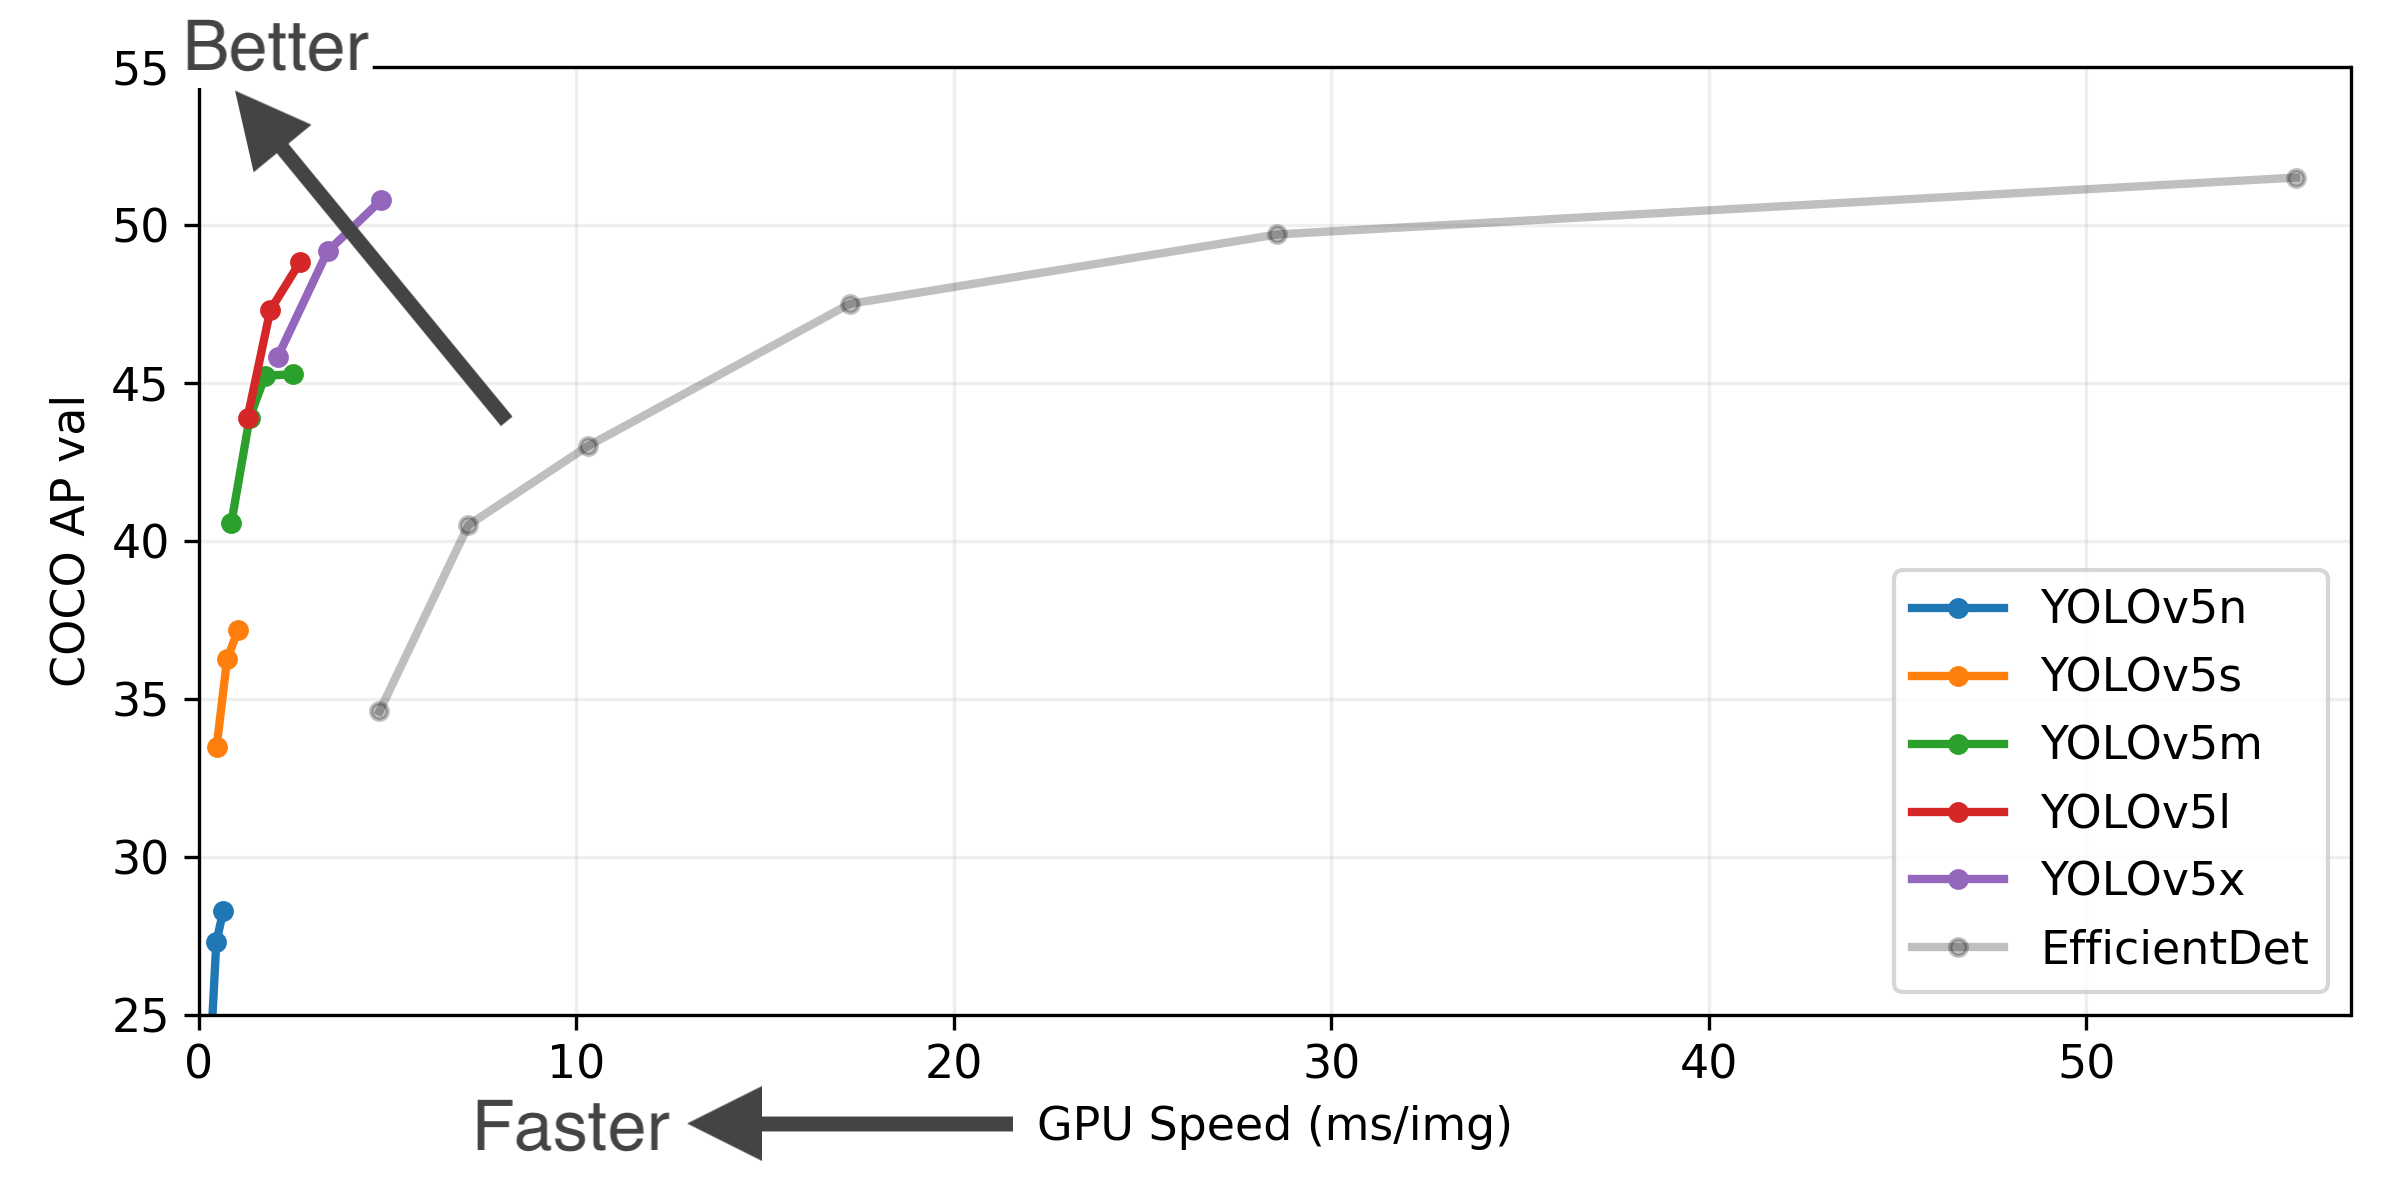 Better
55
50
45
40
35
30
25
COCO AP val
0 10 20 30 40 50
Faster GPU Speed (ms/img)
YOLOv5n
YOLOv5s
YOLOv5m
YOLOv5l
YOLOv5x
EfficientDet